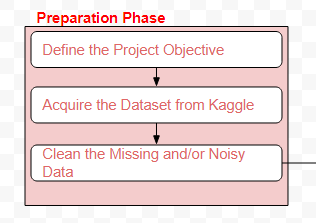 Preparation Phase
Define the Project Objective
Acquire the Dataset from Kaggle
Clean the Missing and/or Noisy
Data